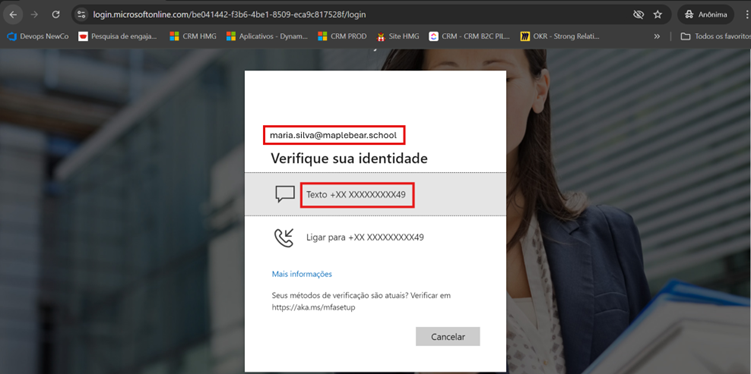 login.microsoftonline.com/be041442-f3b6-4be1-8509-eca9c817528f/login
Anônima
Devops NewCo
Pesquisa de engaja...
CRM HMG
Aplicativos - Dynam...
CRM PROD
Site HMG
CRM - CRM B2C PIL...
OKR - Strong Relati...
»
Todos os favoritos
maria.silva@maplebear.school
Verifique sua identidade
Texto +XX XXXXXXXXX49
Ligar para +XX XXXXXXXXX49
Mais informações
Seus métodos de verificação são atuais? Verificar em
https://aka.ms/mfasetup
Cancelar